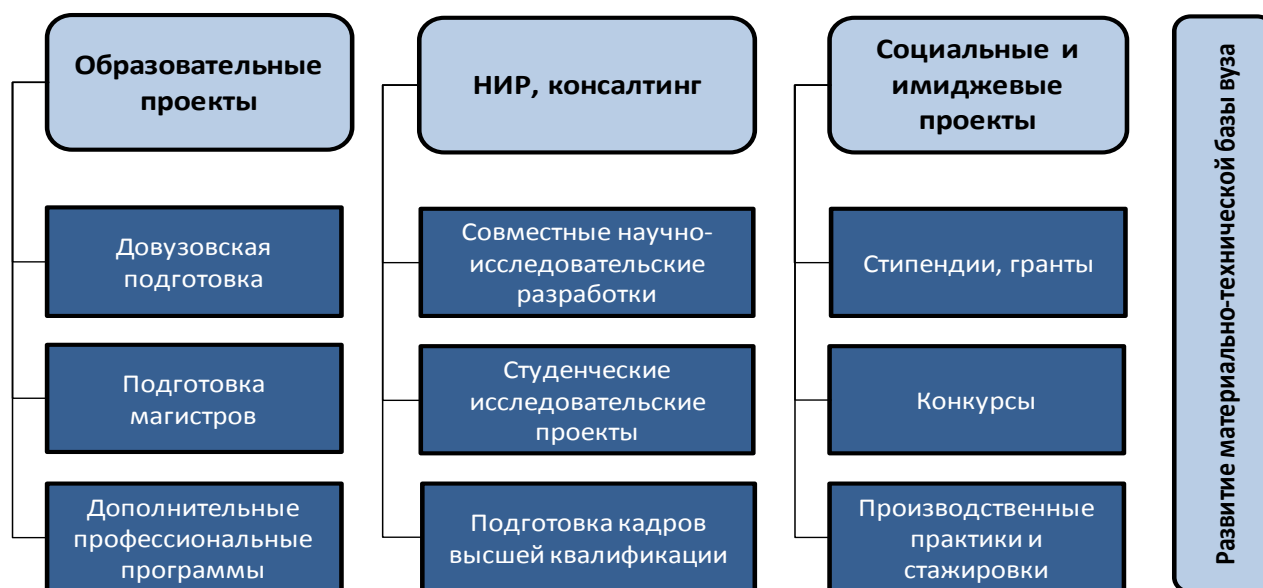 Образовательные
проекты
Довузовская
подготовка
Подготовка
магистров
Дополнительные
профессиональные
программы
НИР, консалтинг
Совместные научно-
исследовательские
разработки
Студенческие
исследовательские
проекты
Подготовка кадров
высшей квалификации
Социальные и
имиджевые
проекты
Стипендии, гранты
Конкурсы
Производственные
практики и
стажировки
Развитие материально-технической базы вуза